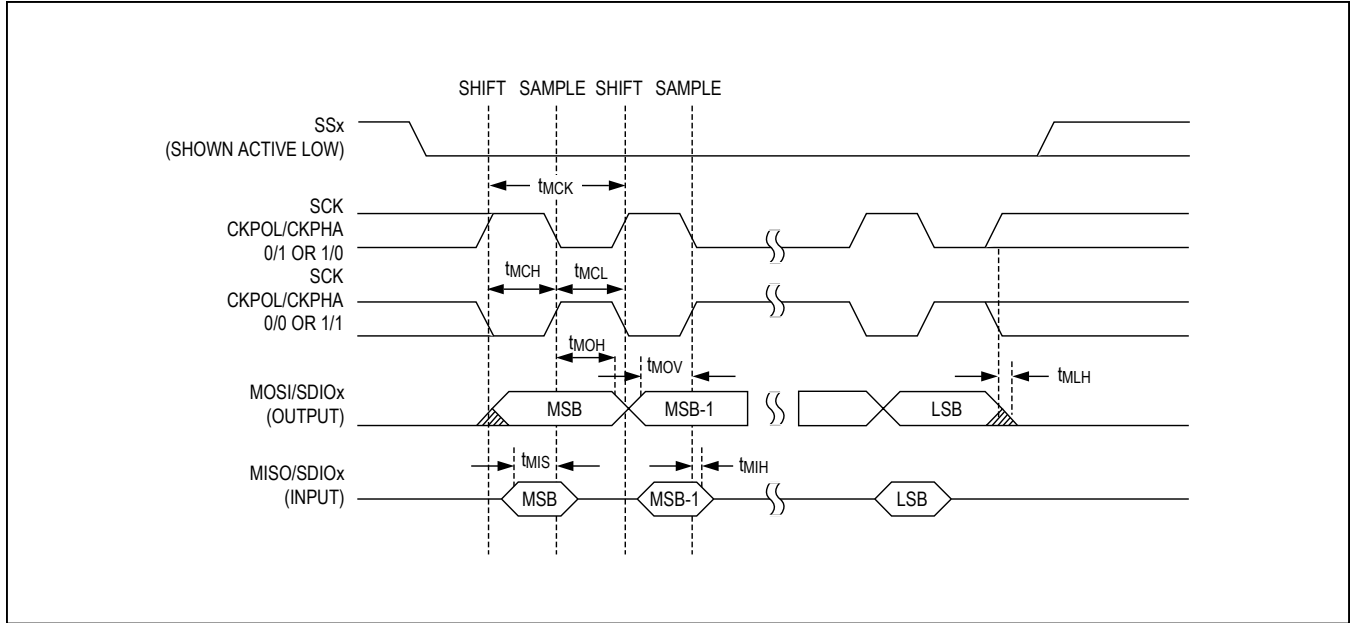 SHIFT SAMPLE SHIFT SAMPLE
SSx
(SHOWN ACTIVE LOW)
tMCK
SCK
CKPOL/CKPHA
0/1 OR 1/0
SCK
CKPOL/CKPHA
0/0 OR 1/1
tMCH tMCL
tMOH
tMOV
tMLH
MOSI/SDIOx
(OUTPUT)
MSB MSB-1 LSB
tMIS tMIH
MISO/SDIOx
(INPUT)
MSB MSB-1 LSB